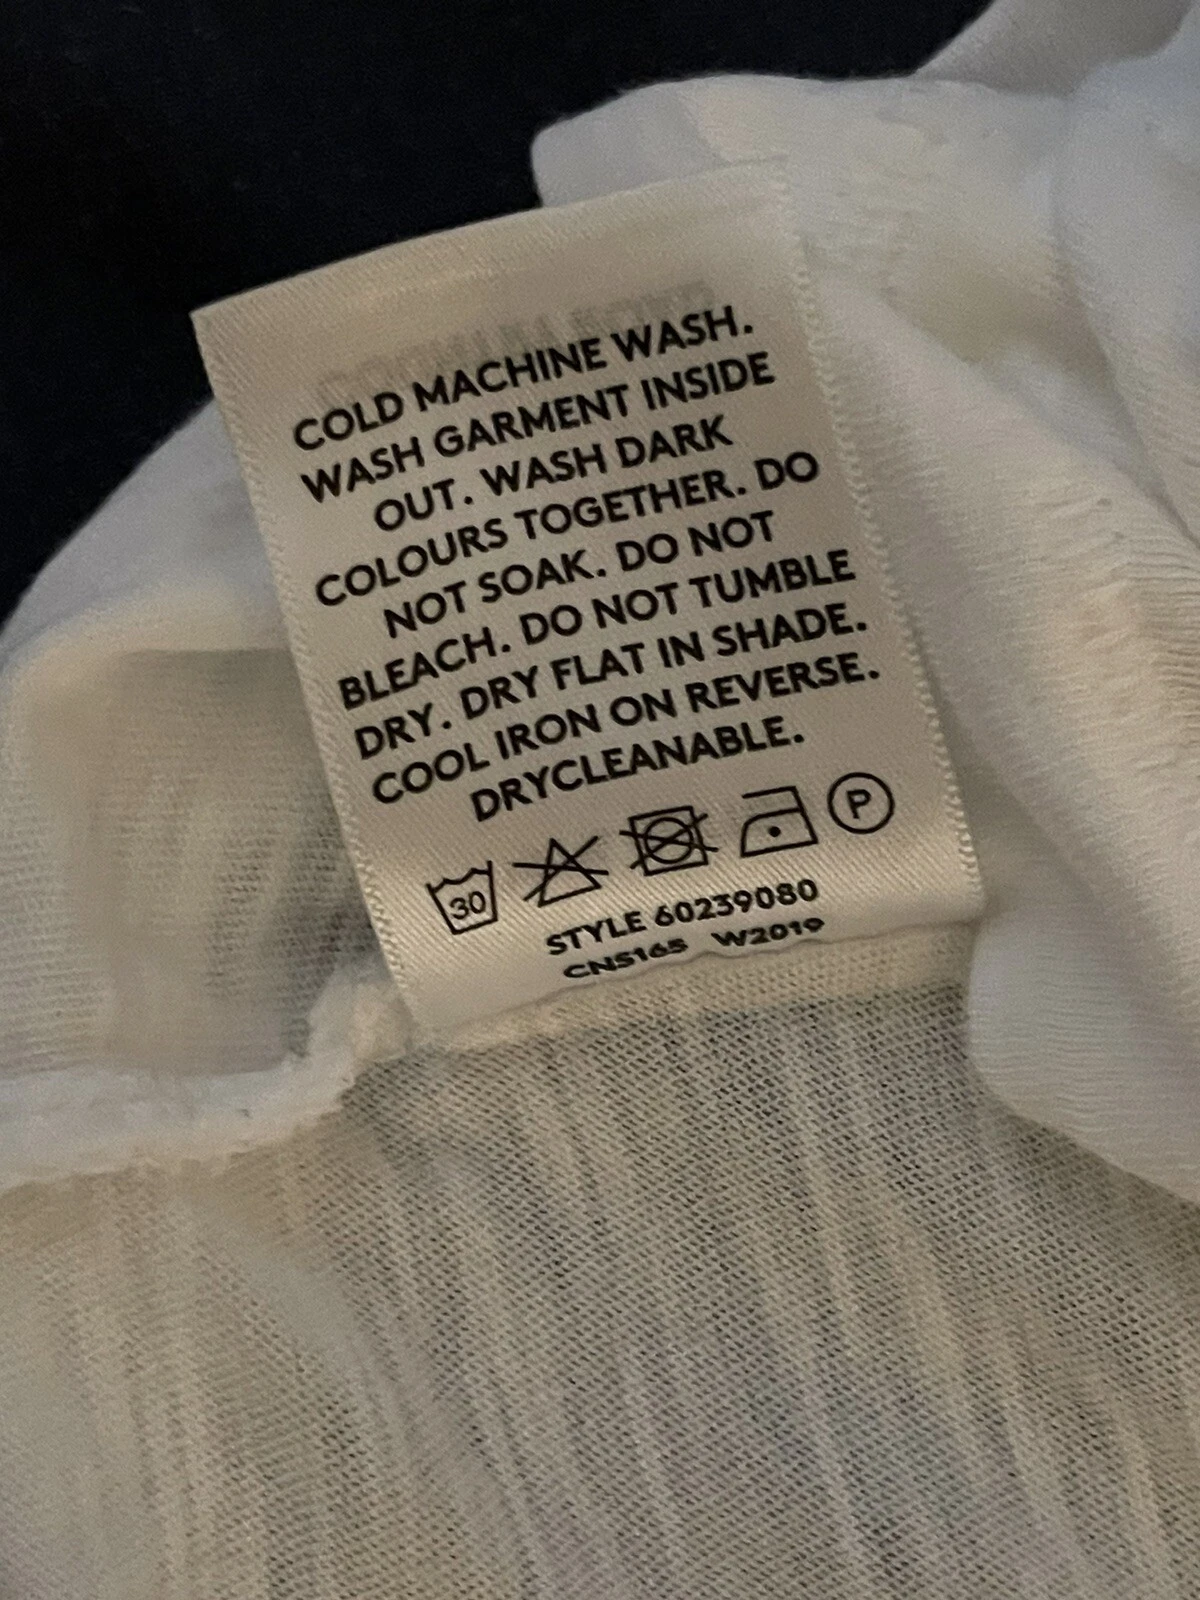 COLD MACHINE WASH.
WASH GARMENT INSIDE
OUT. WASH DARK
COLOURS TOGETHER. DO
NOT SOAK. DO NOT
BLEACH. DO NOT TUMBLE
DRY. DRY FLAT IN SHADE.
COOL IRON ON REVERSE.
DRYCLEANABLE.
30 P
STYLE 60239080
CNS165 W2019